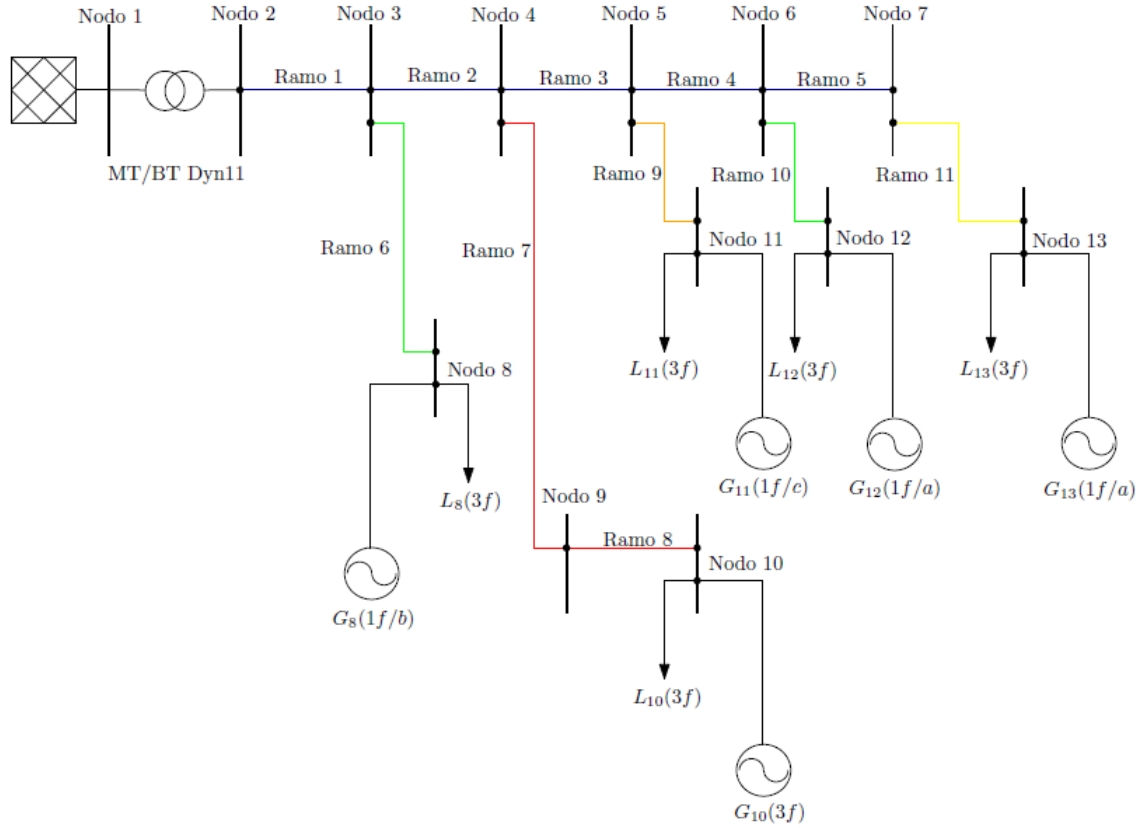 Nodo 1
Nodo 2
Nodo 3
Nodo 4
Nodo 5
Nodo 6
Nodo 7
Ramo 1
Ramo 2
Ramo 3
Ramo 4
Ramo 5
MT/BT Dyn11
Ramo 9
Ramo 10
Ramo 11
Ramo 6
Ramo 7
Nodo 11
Nodo 12
Nodo 13
L₁₁(3f)
L₁₂(3f)
L₁₃(3f)
Nodo 8
G₁₁(1f/c)
G₁₂(1f/a)
G₁₃(1f/a)
L₈(3f)
Nodo 9
Ramo 8
Nodo 10
G₈(1f/b)
L₁₀(3f)
G₁₀(3f)